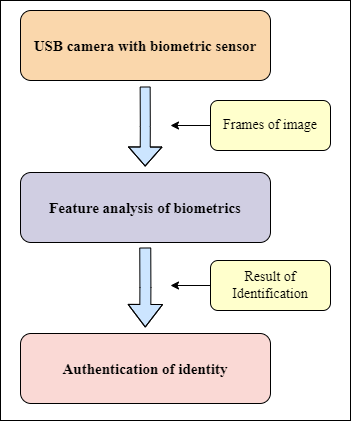 USB camera with biometric sensor
Frames of image
Feature analysis of biometrics
Result of
Identification
Authentication of identity